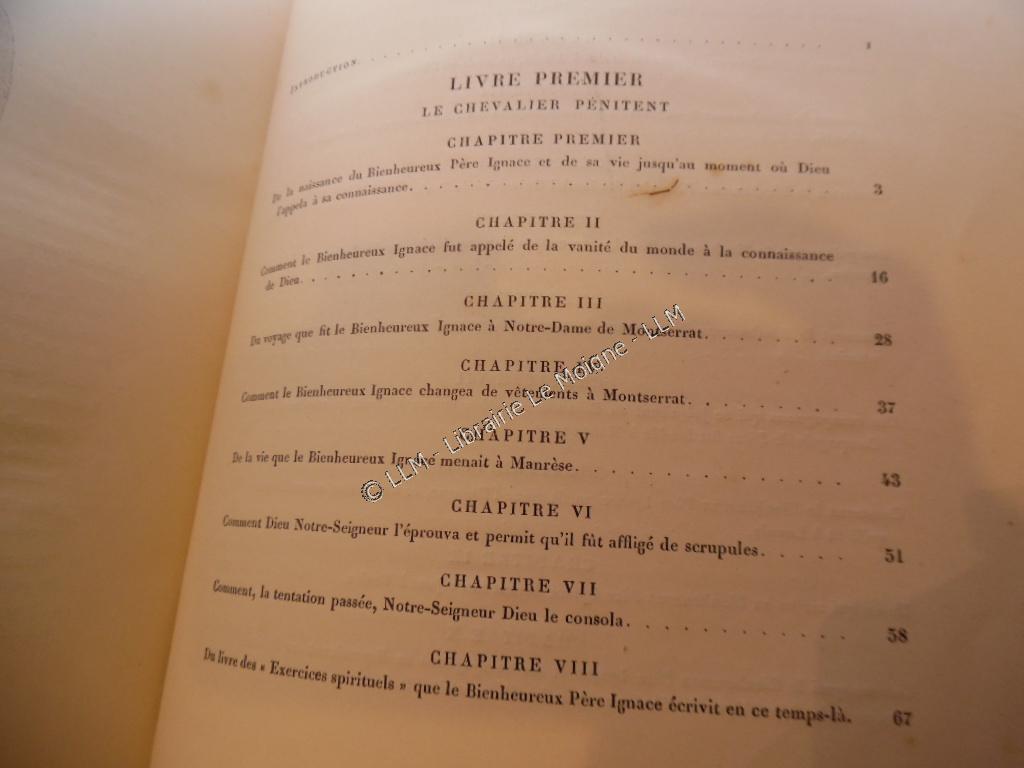 INTRODUCTION. . . . . . . . . . . . . . . . . . . . . . . . . . . . . 1
LIVRE PREMIER
LE CHEVALIER PÉNITENT
CHAPITRE PREMIER
De la naissance du Bienheureux Père Ignace et de sa vie jusqu'au moment où Dieu
l'appela à sa connaissance. . . . . . . . . . . . . . . . . . . . . 3
CHAPITRE II
Comment le Bienheureux Ignace fut appelé de la vanité du monde à la connaissance
de Dieu. . . . . . . . . . . . . . . . . . . . . . . . . . . 16
CHAPITRE III
Du voyage que fit le Bienheureux Ignace à Notre-Dame de Montserrat. . . . . . . . 28
CHAPITRE
Comment le Bienheureux Ignace changea de vêtements à Montserrat. . . . . . . . 37
CHAPITRE V
De la vie que le Bienheureux Ignace menait à Manrèse. . . . . . . . . . . . . 43
CHAPITRE VI
Comment Dieu Notre-Seigneur l'éprouva et permit qu'il fût affligé de scrupules. . . . . 51
CHAPITRE VII
Comment, la tentation passée, Notre-Seigneur Dieu le consola. . . . . . . . . . 58
CHAPITRE VIII
Du livre des « Exercices spirituels » que le Bienheureux Père Ignace écrivit en ce temps-là. 67
© LLM - Librairie Le Moigne - LLM